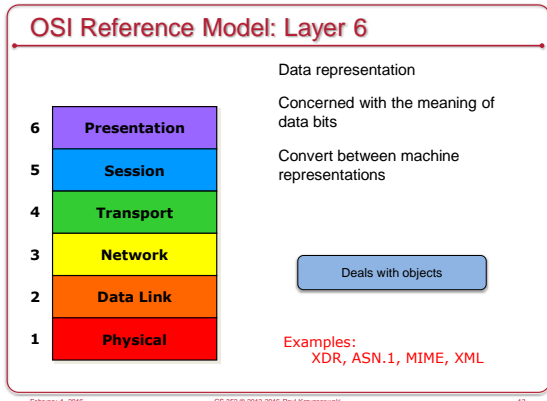 OSI Reference Model: Layer 6
Data representation
Concerned with the meaning of
data bits
Convert between machine
representations
6 Presentation
5 Session
4 Transport
3 Network
2 Data Link
1 Physical
Deals with objects
Examples:
XDR, ASN.1, MIME, XML